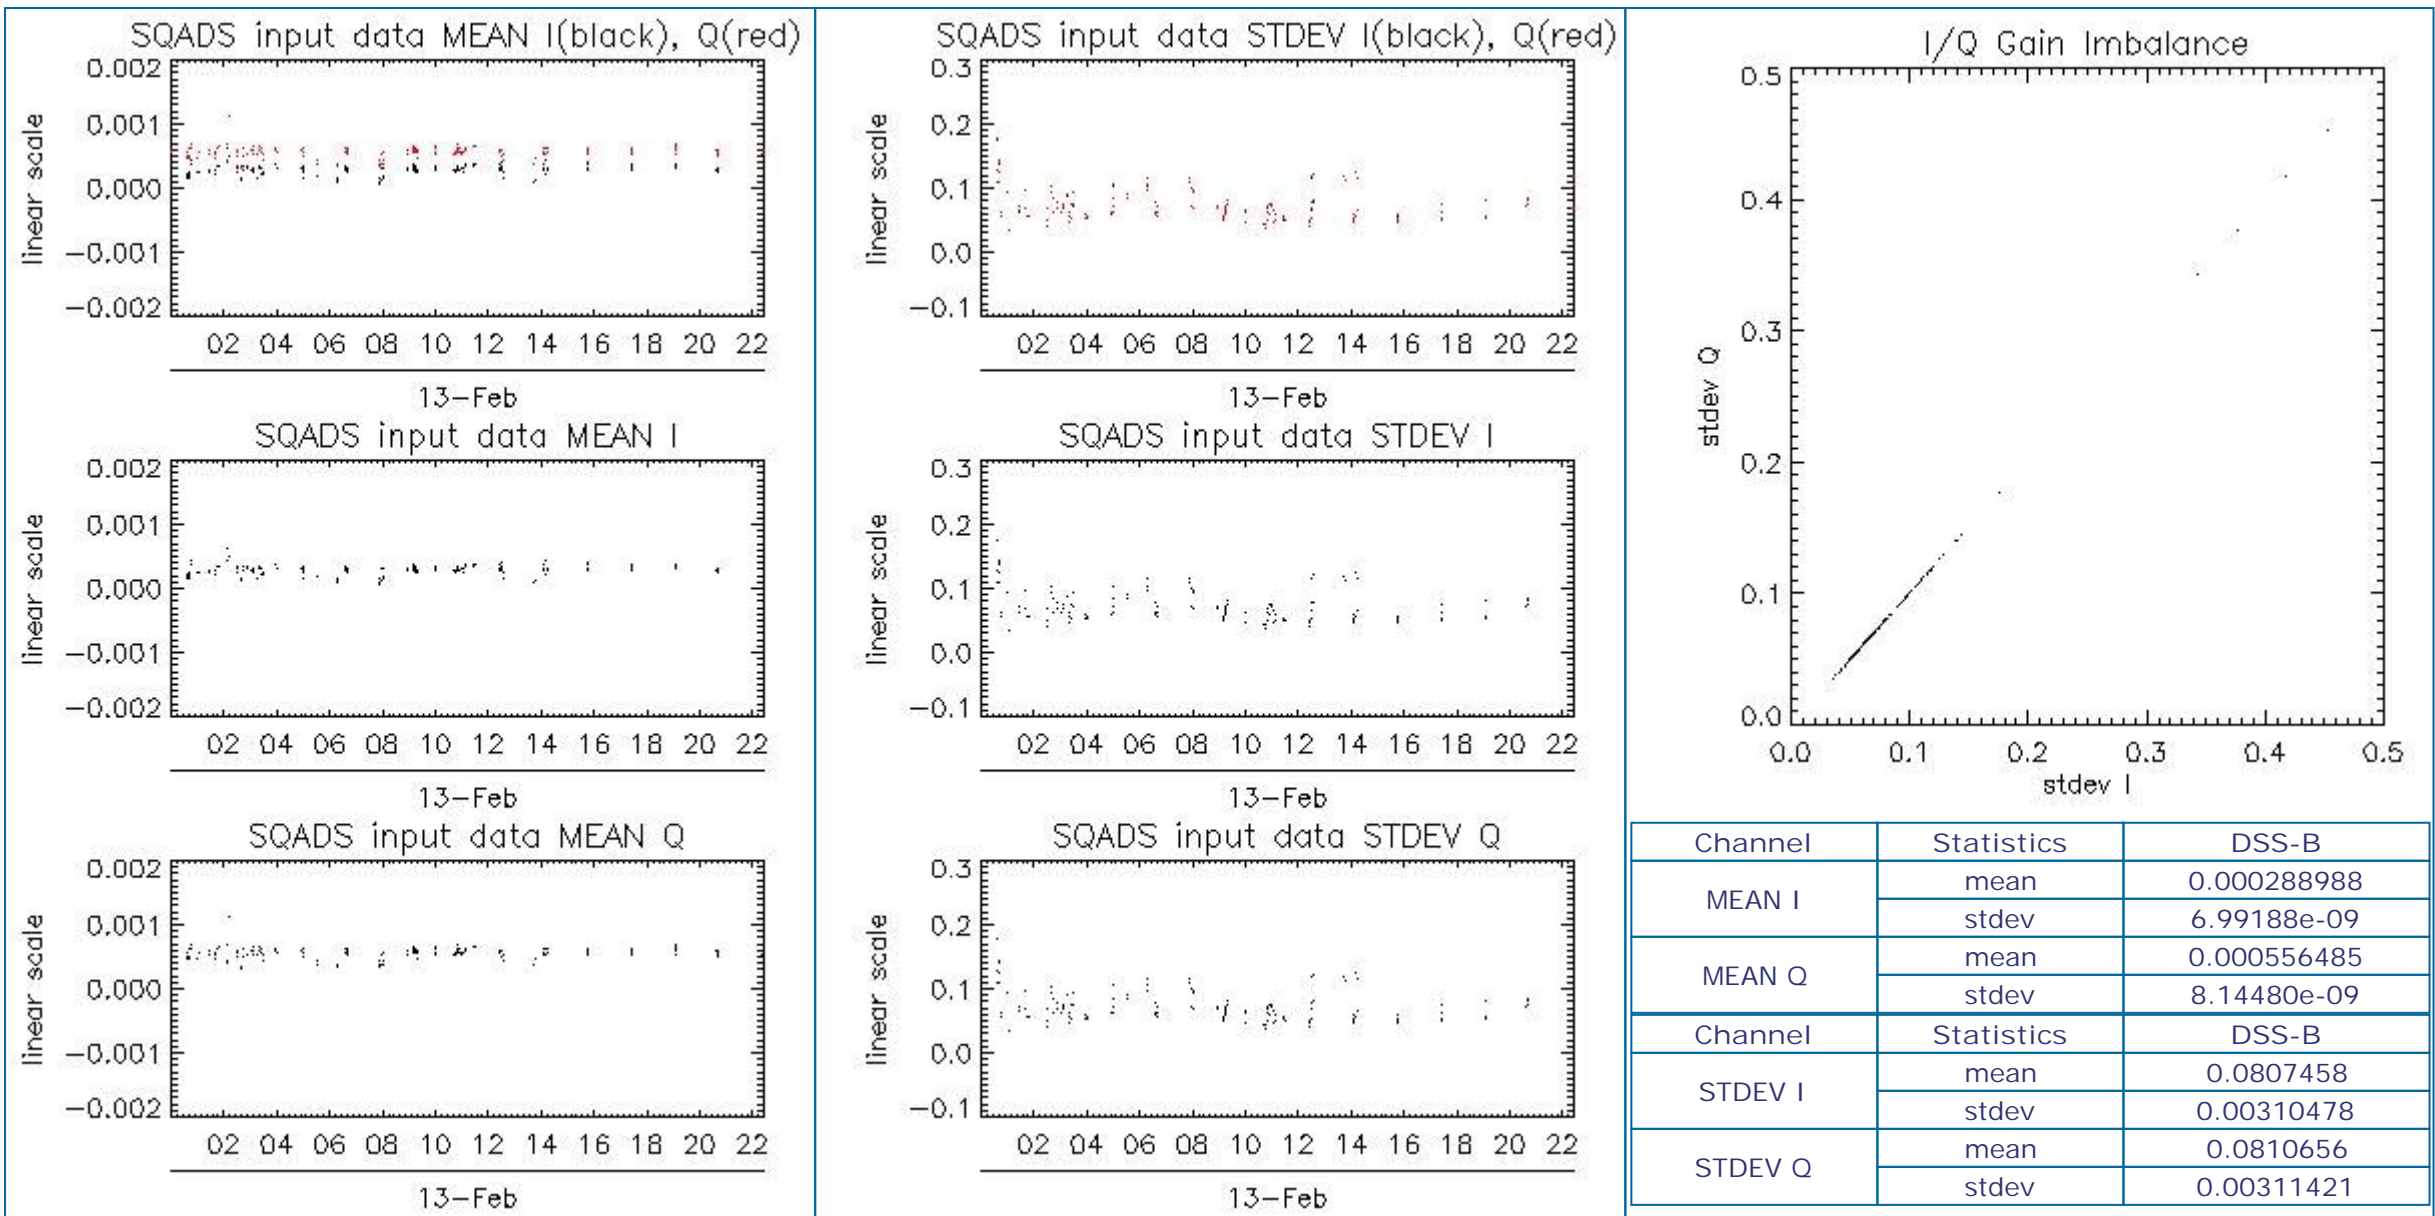 SQADS input data MEAN I(black), Q(red)
0.002
0.001
0.000
-0.001
-0.002
linear scale
02 04 06 08 10 12 14 16 18 20 22
13-Feb
SQADS input data MEAN I
0.002
0.001
0.000
-0.001
-0.002
linear scale
02 04 06 08 10 12 14 16 18 20 22
13-Feb
SQADS input data MEAN Q
0.002
0.001
0.000
-0.001
-0.002
linear scale
02 04 06 08 10 12 14 16 18 20 22
13-Feb
SQADS input data STDEV I(black), Q(red)
0.3
0.2
0.1
0.0
-0.1
linear scale
02 04 06 08 10 12 14 16 18 20 22
13-Feb
SQADS input data STDEV I
0.3
0.2
0.1
0.0
-0.1
linear scale
02 04 06 08 10 12 14 16 18 20 22
13-Feb
SQADS input data STDEV Q
0.3
0.2
0.1
0.0
-0.1
linear scale
02 04 06 08 10 12 14 16 18 20 22
13-Feb
I/Q Gain Imbalance
0.5
0.4
0.3
0.2
0.1
0.0
stdev Q
0.0 0.1 0.2 0.3 0.4 0.5
stdev I
Channel Statistics DSS-B
MEAN I mean 0.000288988
stdev 6.99188e-09
MEAN Q mean 0.000556485
stdev 8.14480e-09
Channel Statistics DSS-B
STDEV I mean 0.0807458
stdev 0.00310478
STDEV Q mean 0.0810656
stdev 0.00311421